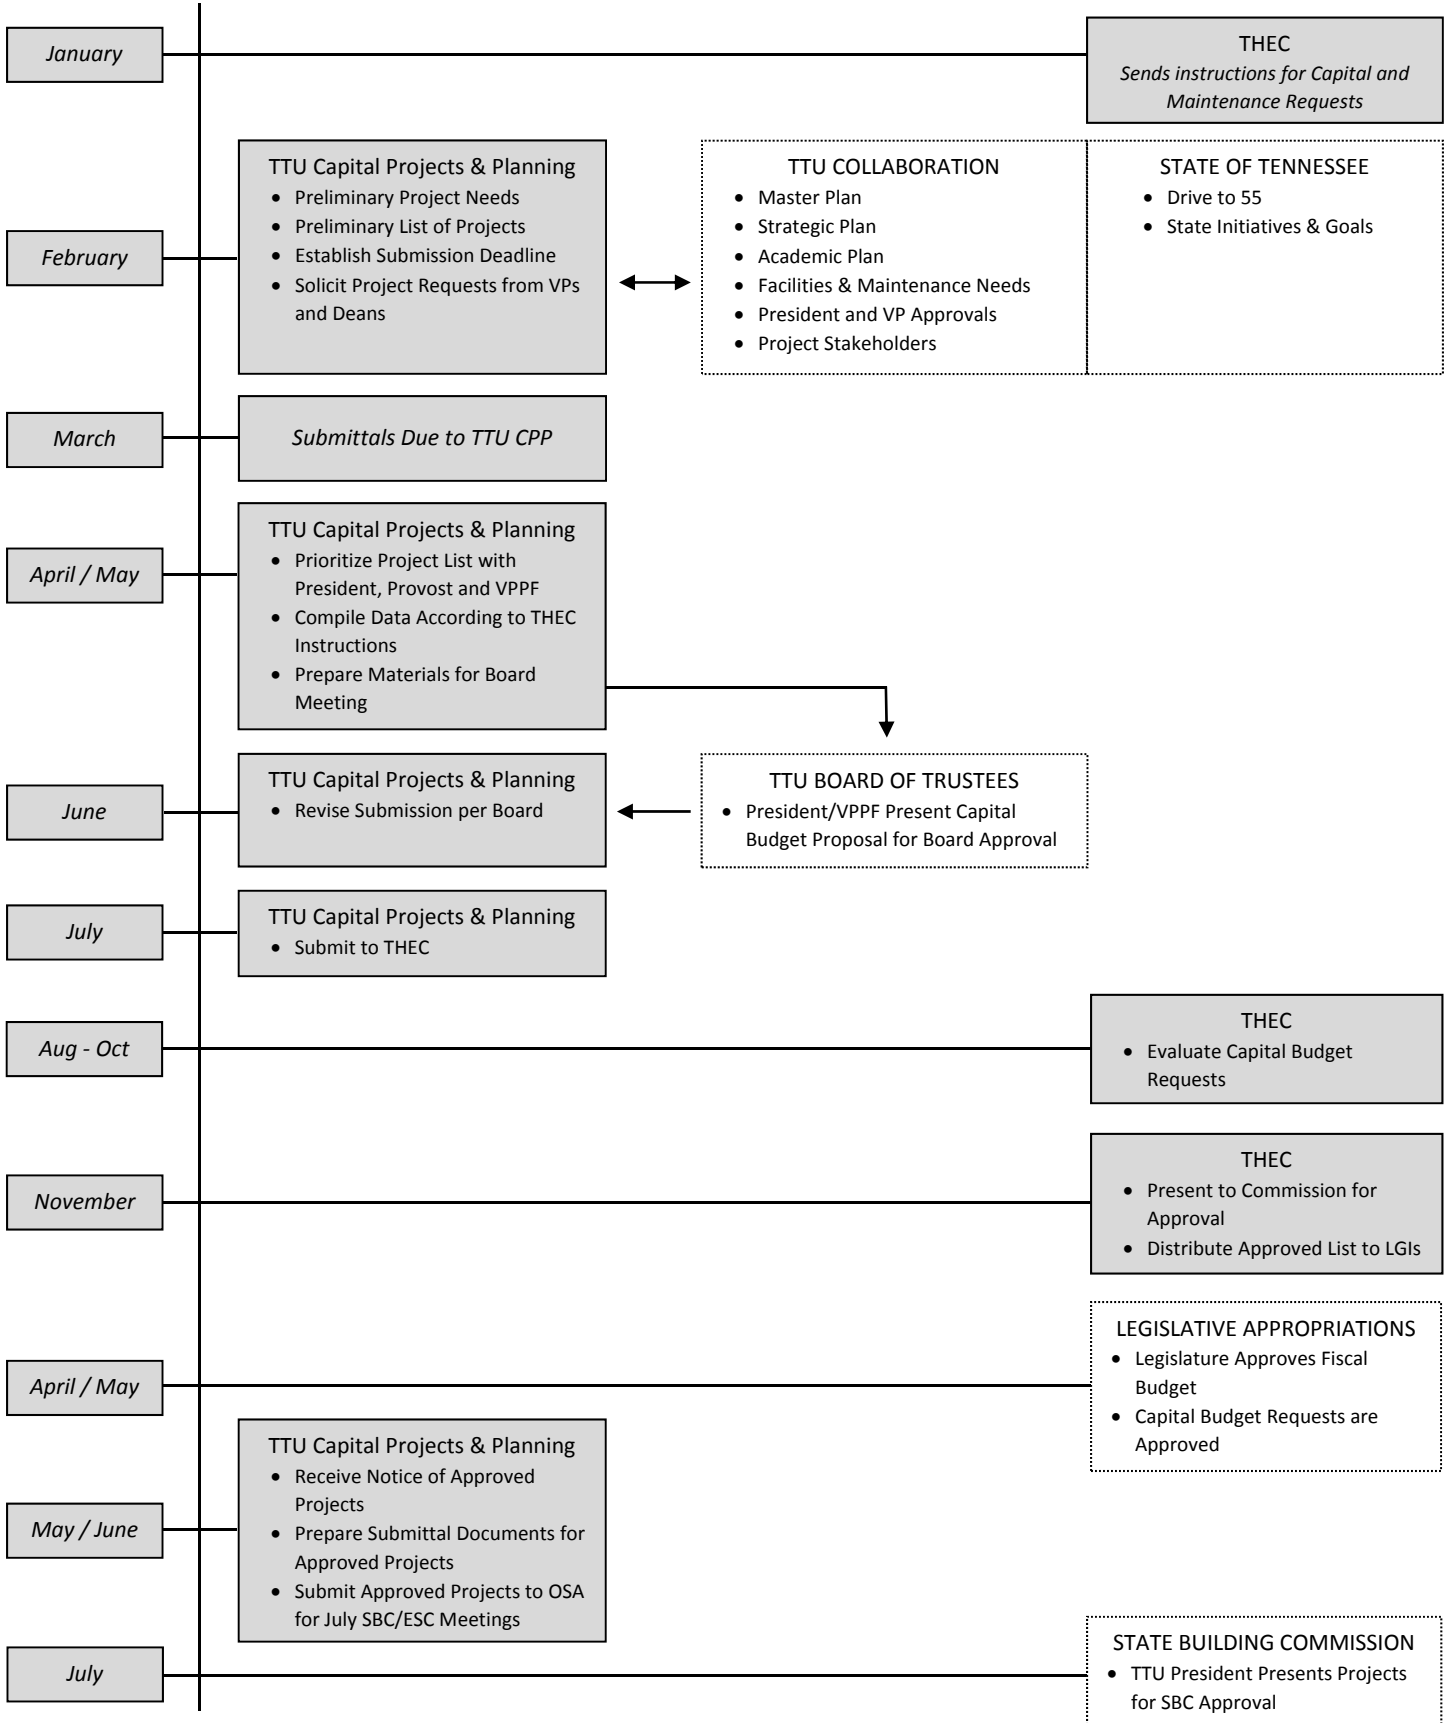 January
THEC
Sends instructions for Capital and
Maintenance Requests
February
TTU Capital Projects & Planning
• Preliminary Project Needs
• Preliminary List of Projects
• Establish Submission Deadline
• Solicit Project Requests from VPs
and Deans
TTU COLLABORATION
• Master Plan
• Strategic Plan
• Academic Plan
• Facilities & Maintenance Needs
• President and VP Approvals
• Project Stakeholders
STATE OF TENNESSEE
• Drive to 55
• State Initiatives & Goals
March
Submittals Due to TTU CPP
April / May
TTU Capital Projects & Planning
• Prioritize Project List with
President, Provost and VPPF
• Compile Data According to THEC
Instructions
• Prepare Materials for Board
Meeting
June
TTU Capital Projects & Planning
• Revise Submission per Board
TTU BOARD OF TRUSTEES
• President/VPPF Present Capital
Budget Proposal for Board Approval
July
TTU Capital Projects & Planning
• Submit to THEC
Aug - Oct
THEC
• Evaluate Capital Budget
Requests
November
THEC
• Present to Commission for
Approval
• Distribute Approved List to LGIs
April / May
LEGISLATIVE APPROPRIATIONS
• Legislature Approves Fiscal
Budget
• Capital Budget Requests are
Approved
May / June
TTU Capital Projects & Planning
• Receive Notice of Approved
Projects
• Prepare Submittal Documents for
Approved Projects
• Submit Approved Projects to OSA
for July SBC/ESC Meetings
July
STATE BUILDING COMMISSION
• TTU President Presents Projects
for SBC Approval